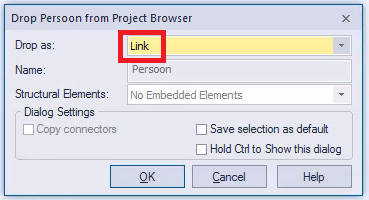 Drop Persoon from Project Browser
Drop as: Link
Name: Persoon
Structural Elements: No Embedded Elements
Dialog Settings
Copy connectors Save selection as default
Hold Ctrl to Show this dialog
OK Cancel Help